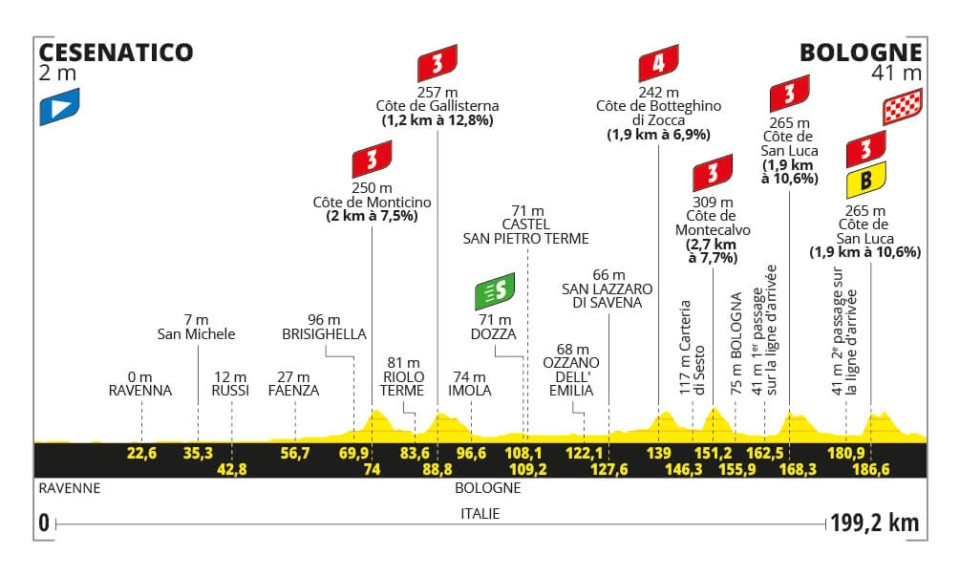 CESENATICO
2 m
BOLOGNE
41 m
3
257 m
Côte de Gallisterna
(1,2 km à 12,8%)
4
242 m
Côte de Botteghino
di Zocca
(1,9 km à 6,9%)
3
265 m
Côte de
San Luca
(1,9 km
à 10,6%)
3
B
265 m
Côte de
San Luca
(1,9 km à 10,6%)
3
250 m
Côte de Monticino
(2 km à 7,5%)
3
309 m
Côte de
Montecalvo
(2,7 km
à 7,7%)
71 m
CASTEL
SAN PIETRO TERME
S
71 m
DOZZA
66 m
SAN LAZZARO
DI SAVENA
7 m
San Michele
96 m
BRISIGHELLA
0 m
RAVENNA
12 m
RUSSI
27 m
FAENZA
81 m
RIOLO
TERME
74 m
IMOLA
68 m
OZZANO
DELL'
EMILIA
117 m Carteria
di Sesto
75 m BOLOGNA
41 m 1er passage
sur la ligne d'arrivée
41 m 2e passage sur
la ligne d'arrivée
22,6 35,3 56,7 69,9 83,6 96,6 108,1 122,1 139 151,2 162,5 180,9
42,8 74 88,8 109,2 127,6 146,3 155,9 168,3 186,6
RAVENNE
BOLOGNE
ITALIE
0
199,2 km